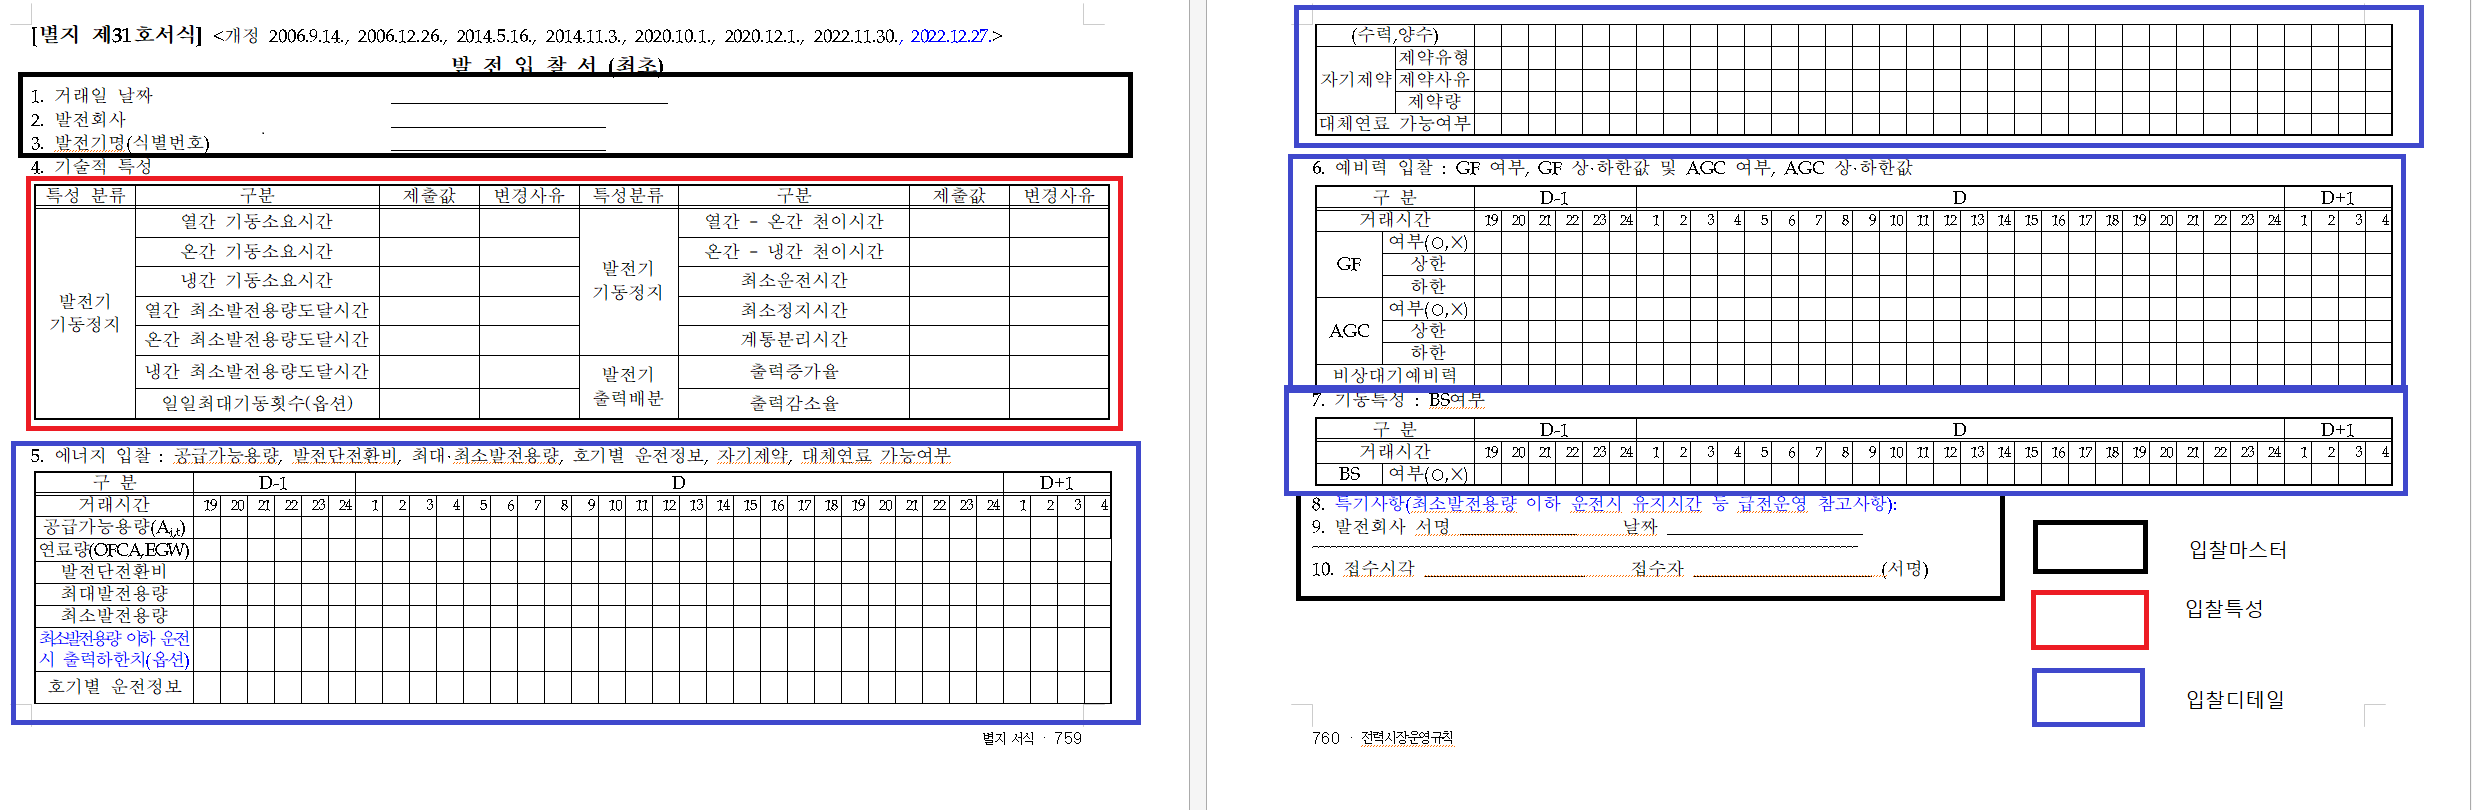 [별지 제31호서식] <개정 2006.9.14., 2006.12.26., 2014.5.16., 2014.11.3., 2020.10.1., 2020.12.1., 2022.11.30., 2022.12.27.>
발 전 입 찰 서 (최초)
1. 거래일 날짜
2. 발전회사
3. 발전기명(식별번호)
4. 기술적 특성
특성 분류 구분 제출값 변경사유 특성분류 구분 제출값 변경사유
발전기 기동정지
열간 기동소요시간
온간 기동소요시간
냉간 기동소요시간
열간 최소발전용량도달시간
온간 최소발전용량도달시간
냉간 최소발전용량도달시간
일일최대기동횟수(옵션)
발전기 기동정지
열간 - 온간 천이시간
온간 - 냉간 천이시간
최소운전시간
최소정지시간
계통분리시간
발전기 출력배분
출력증가율
출력감소율
5. 에너지 입찰 : 공급가능용량, 발전단전환비, 최대·최소발전용량, 호기별 운전정보, 자기제약, 대체연료 가능여부
구 분 D-1 D D+1
거래시간 19 20 21 22 23 24 1 2 3 4 5 6 7 8 9 10 11 12 13 14 15 16 17 18 19 20 21 22 23 24 1 2 3 4
공급가능용량(Ai,t)
연료량(OFCA,EGW)
발전단전환비
최대발전용량
최소발전용량
최소발전용량 이하 운전
시 출력하한치(옵션)
호기별 운전정보
별지 서식 · 759
(수력,양수)
자기제약
제약유형
제약사유
제약량
대체연료 가능여부
6. 예비력 입찰 : GF 여부, GF 상·하한값 및 AGC 여부, AGC 상·하한값
구 분 D-1 D D+1
거래시간 19 20 21 22 23 24 1 2 3 4 5 6 7 8 9 10 11 12 13 14 15 16 17 18 19 20 21 22 23 24 1 2 3 4
GF
여부(O,X)
상한
하한
AGC
여부(O,X)
상한
하한
비상대기예비력
7. 기동특성 : BS여부
구 분 D-1 D D+1
거래시간 19 20 21 22 23 24 1 2 3 4 5 6 7 8 9 10 11 12 13 14 15 16 17 18 19 20 21 22 23 24 1 2 3 4
BS 여부(O,X)
8. 특기사항(최소발전용량 이하 운전시 유지시간 등 급전운영 참고사항):
9. 발전회사 서명 날짜
10. 접수시각 접수자 (서명)
입찰마스터
입찰특성
입찰디테일
760 · 전력시장운영규칙